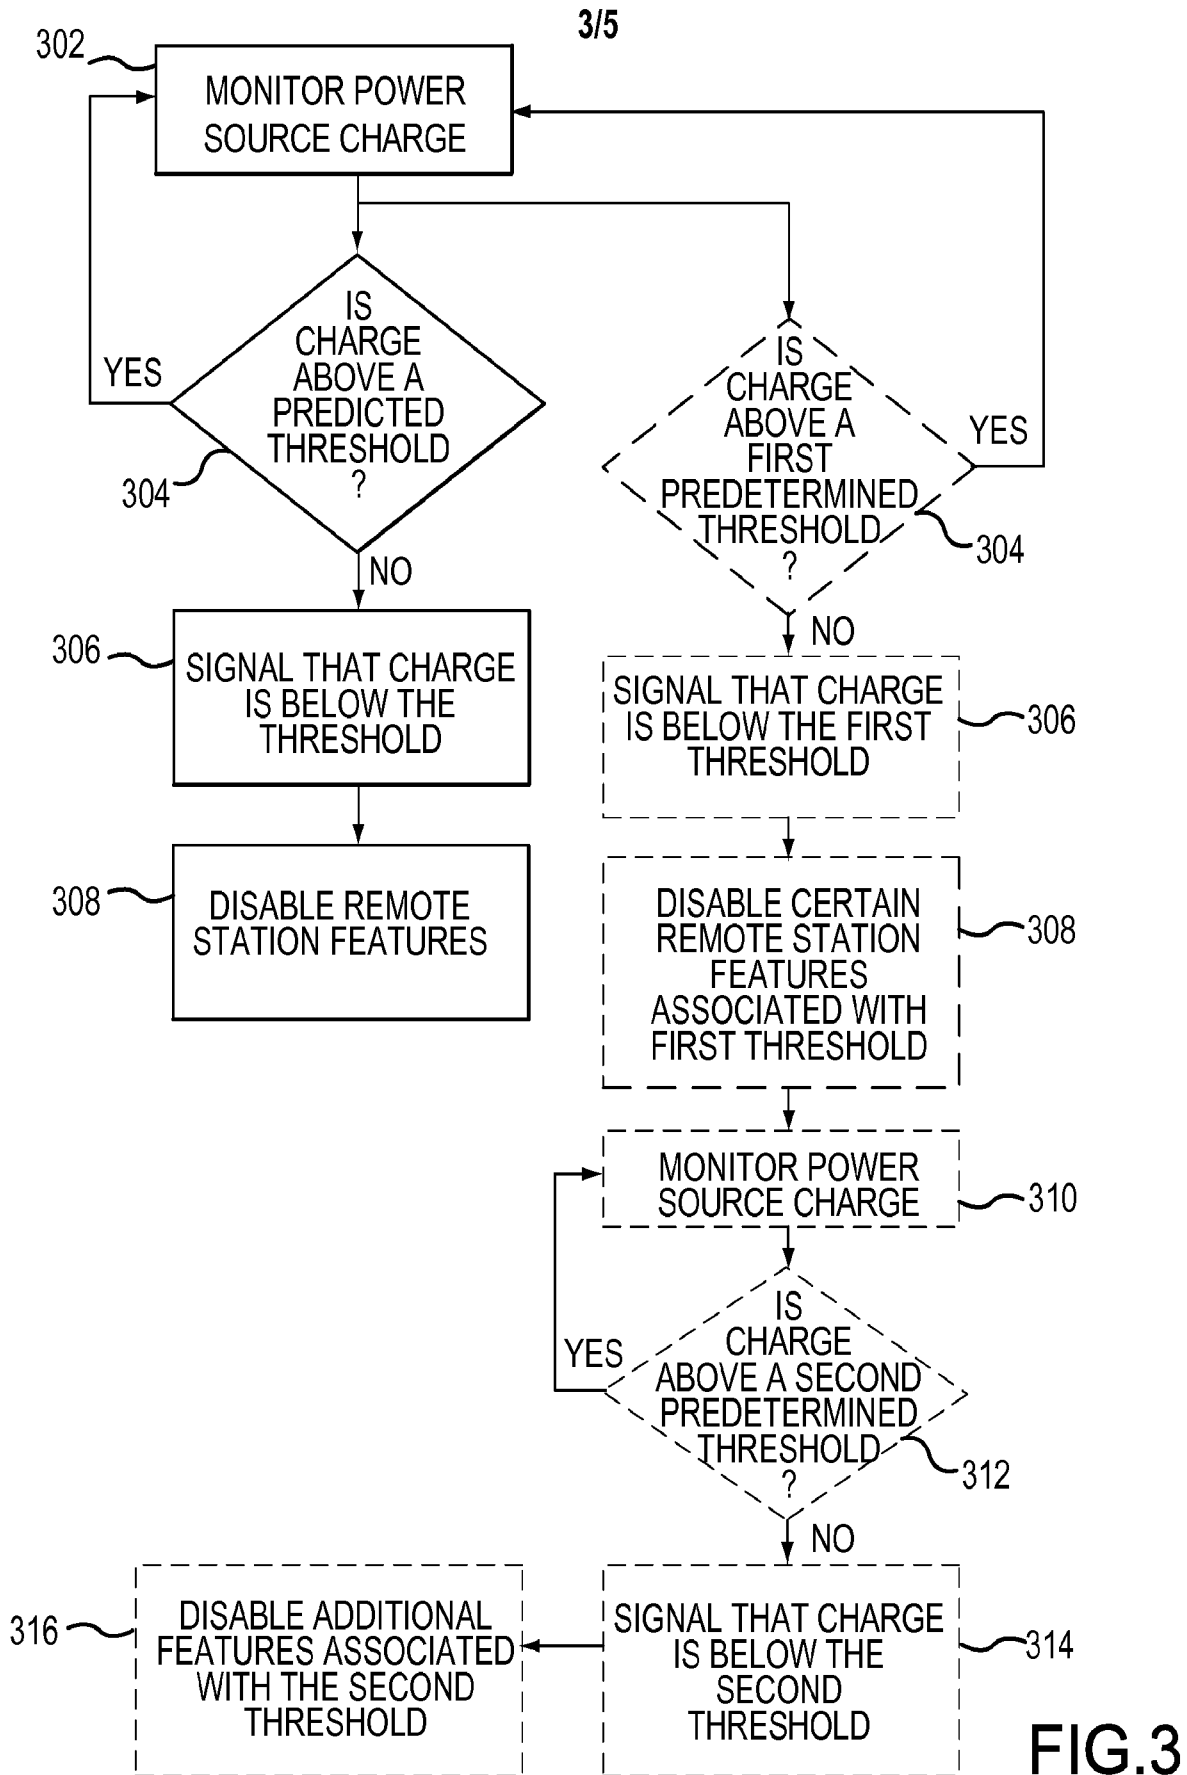 3/5
302
MONITOR POWER
SOURCE CHARGE
IS
CHARGE
ABOVE A
PREDICTED
THRESHOLD
?
YES
304
NO
306
SIGNAL THAT CHARGE
IS BELOW THE
THRESHOLD
308
DISABLE REMOTE
STATION FEATURES
IS
CHARGE
ABOVE A
FIRST
PREDETERMINED
THRESHOLD
?
YES
304
NO
SIGNAL THAT CHARGE
IS BELOW THE FIRST
THRESHOLD
306
DISABLE CERTAIN
REMOTE STATION
FEATURES
ASSOCIATED WITH
FIRST THRESHOLD
308
MONITOR POWER
SOURCE CHARGE
310
IS
CHARGE
ABOVE A SECOND
PREDETERMINED
THRESHOLD
?
YES
312
NO
SIGNAL THAT CHARGE
IS BELOW THE
SECOND
THRESHOLD
314
316
DISABLE ADDITIONAL
FEATURES ASSOCIATED
WITH THE SECOND
THRESHOLD
FIG.3